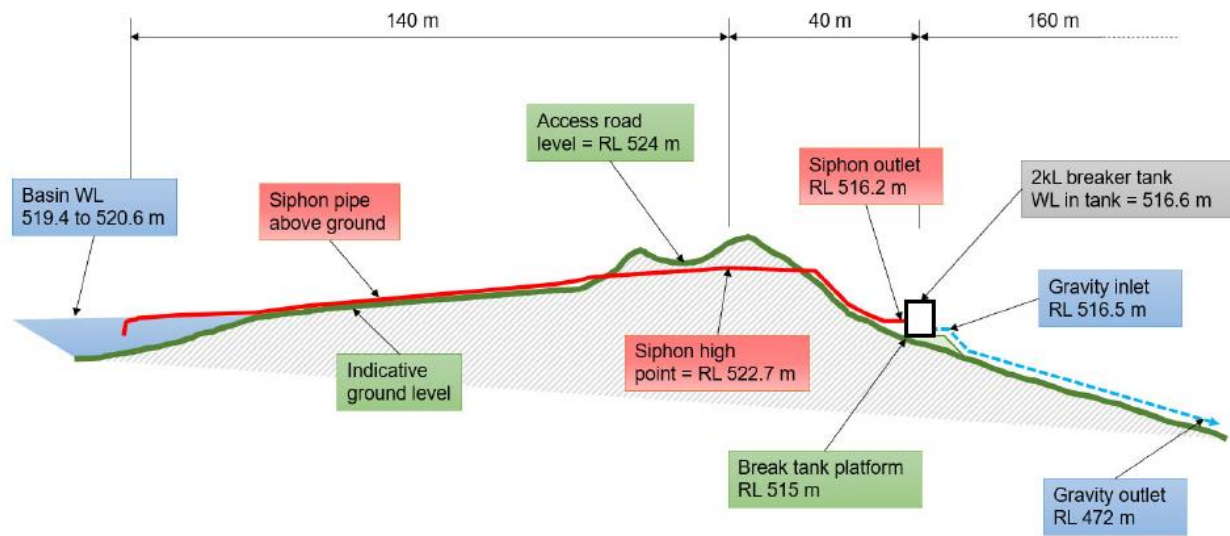 140 m
40 m
160 m
Access road
level = RL 524 m
Siphon outlet
RL 516.2 m
2kL breaker tank
WL in tank = 516.6 m
Basin WL
519.4 to 520.6 m
Siphon pipe
above ground
Gravity inlet
RL 516.5 m
Indicative
ground level
Siphon high
point = RL 522.7 m
Break tank platform
RL 515 m
Gravity outlet
RL 472 m